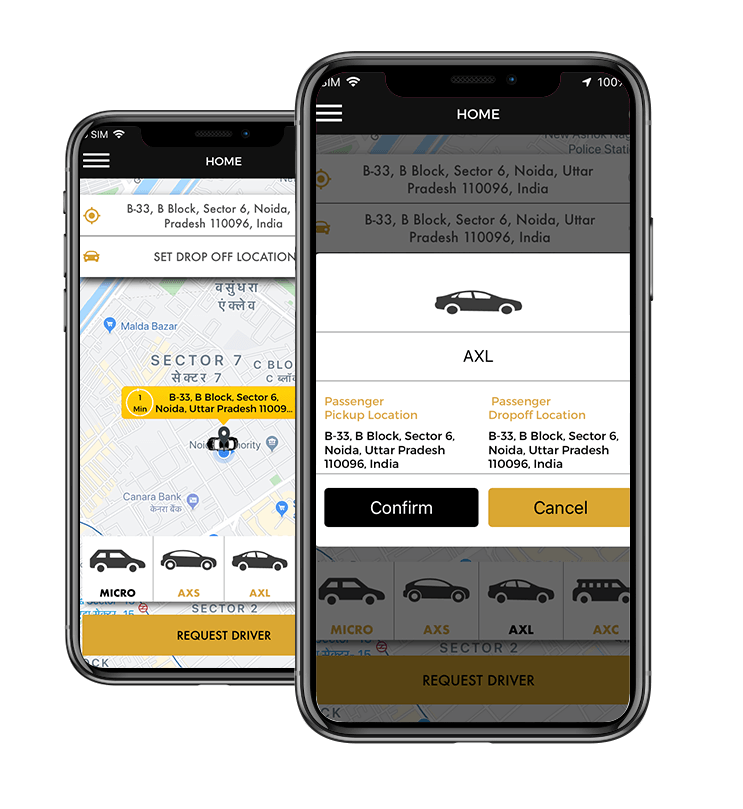 SIM
HOME
B-33, B Block, Sector 6, Noida,
Pradesh 110096, India
SET DROP OFF LOCATION
वसुंधरा
एंक्लेव
Malda Bazar
SECTOR 7
सेक्टर 7
C BLO
C ब्लॉ
1
Min
B-33, B Block, Sector 6,
Noida, Uttar Pradesh 11009...
Canara Bank
केनरा बैंक
MICRO
AXS
AXL
SECTOR 2
REQUEST DRIVER
OCK
SIM
100%
HOME
New Ashok Nag
Police Stati
B-33, B Block, Sector 6, Noida, Uttar
Pradesh 110096, India
B-33, B Block, Sector 6, Noida, Uttar
Pradesh 110096, India
AXL
Passenger
Pickup Location
B-33, B Block, Sector 6,
Noida, Uttar Pradesh
110096, India
Passenger
Dropoff Location
B-33, B Block, Sector 6,
Noida, Uttar Pradesh
110096, India
Confirm
Cancel
MICRO
AXS
AXL
AXC
SECTOR 2
REQUEST DRIVER
CK